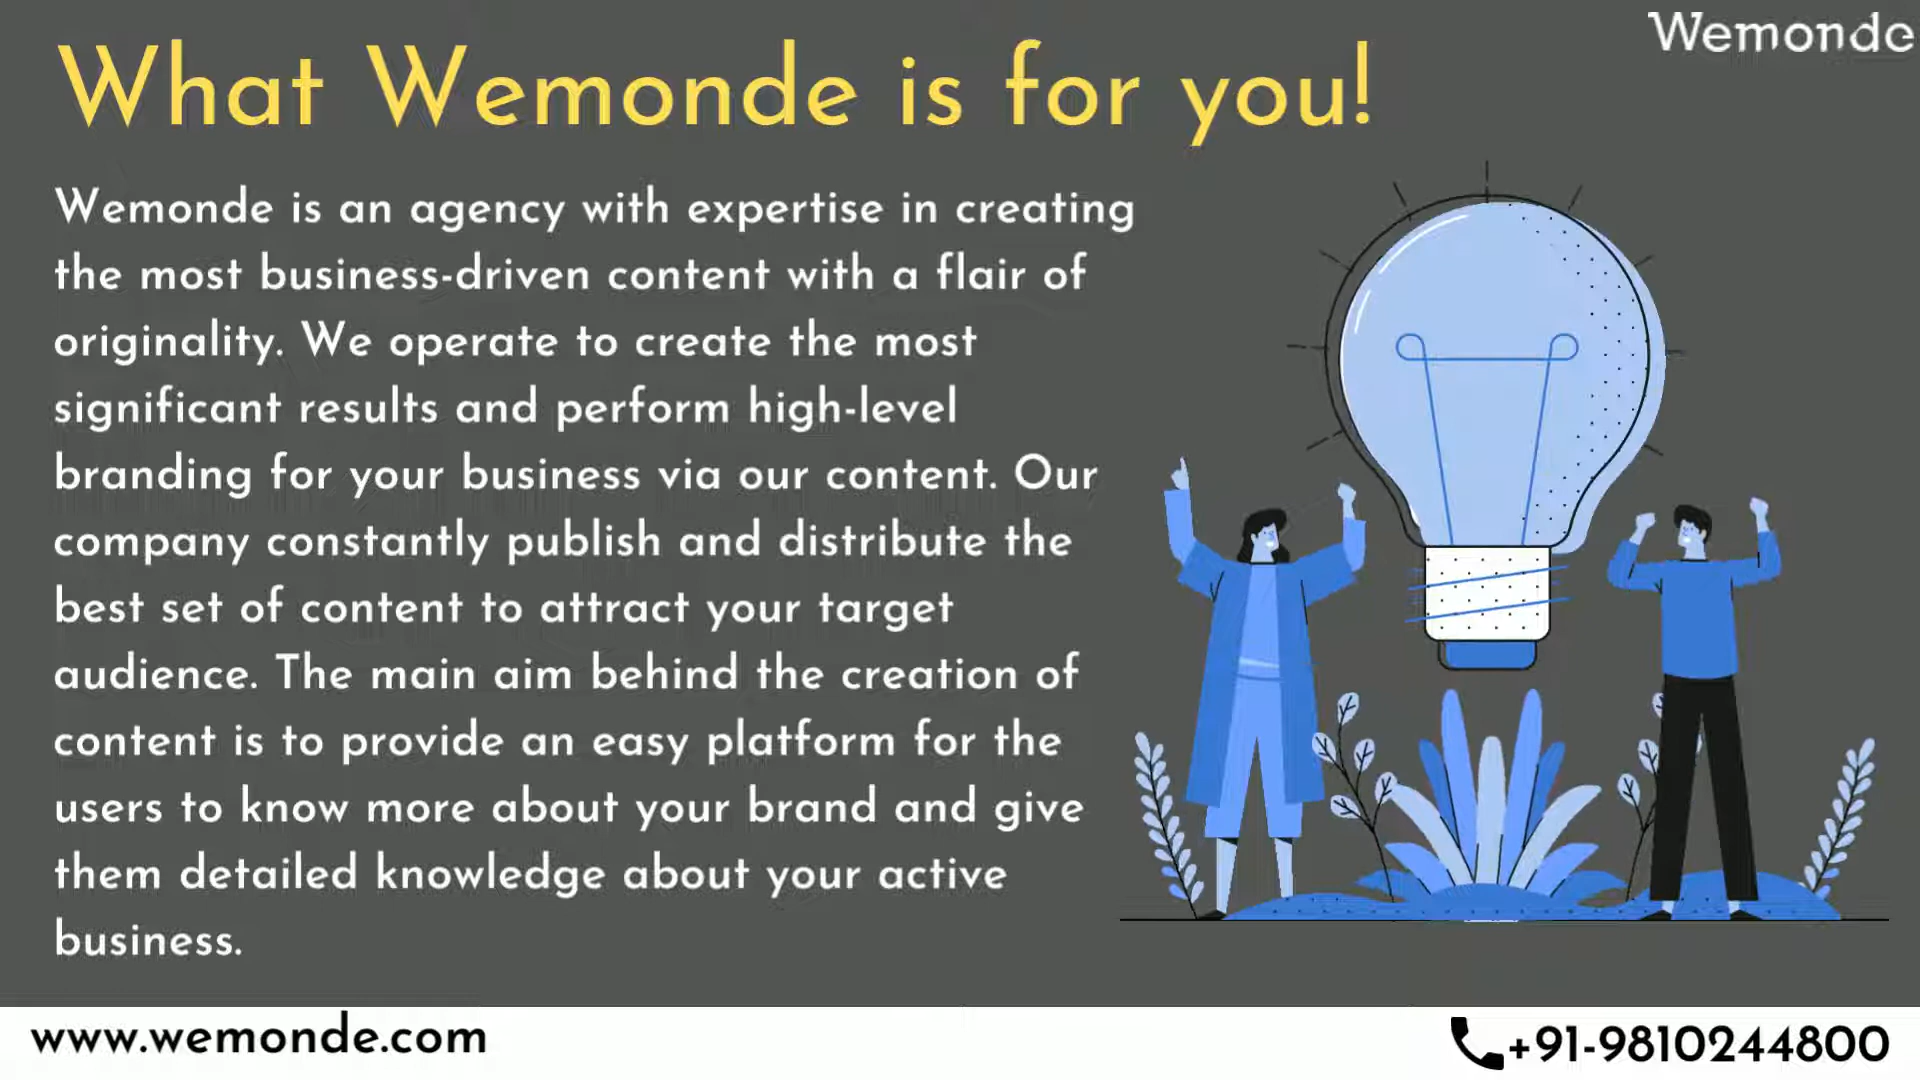 Wemonde
What Wemonde is for you!
Wemonde is an agency with expertise in creating
the most business-driven content with a flair of
originality. We operate to create the most
significant results and perform high-level
branding for your business via our content. Our
company constantly publish and distribute the
best set of content to attract your target
audience. The main aim behind the creation of
content is to provide an easy platform for the
users to know more about your brand and give
them detailed knowledge about your active
business.
www.wemonde.com
+91-9810244800